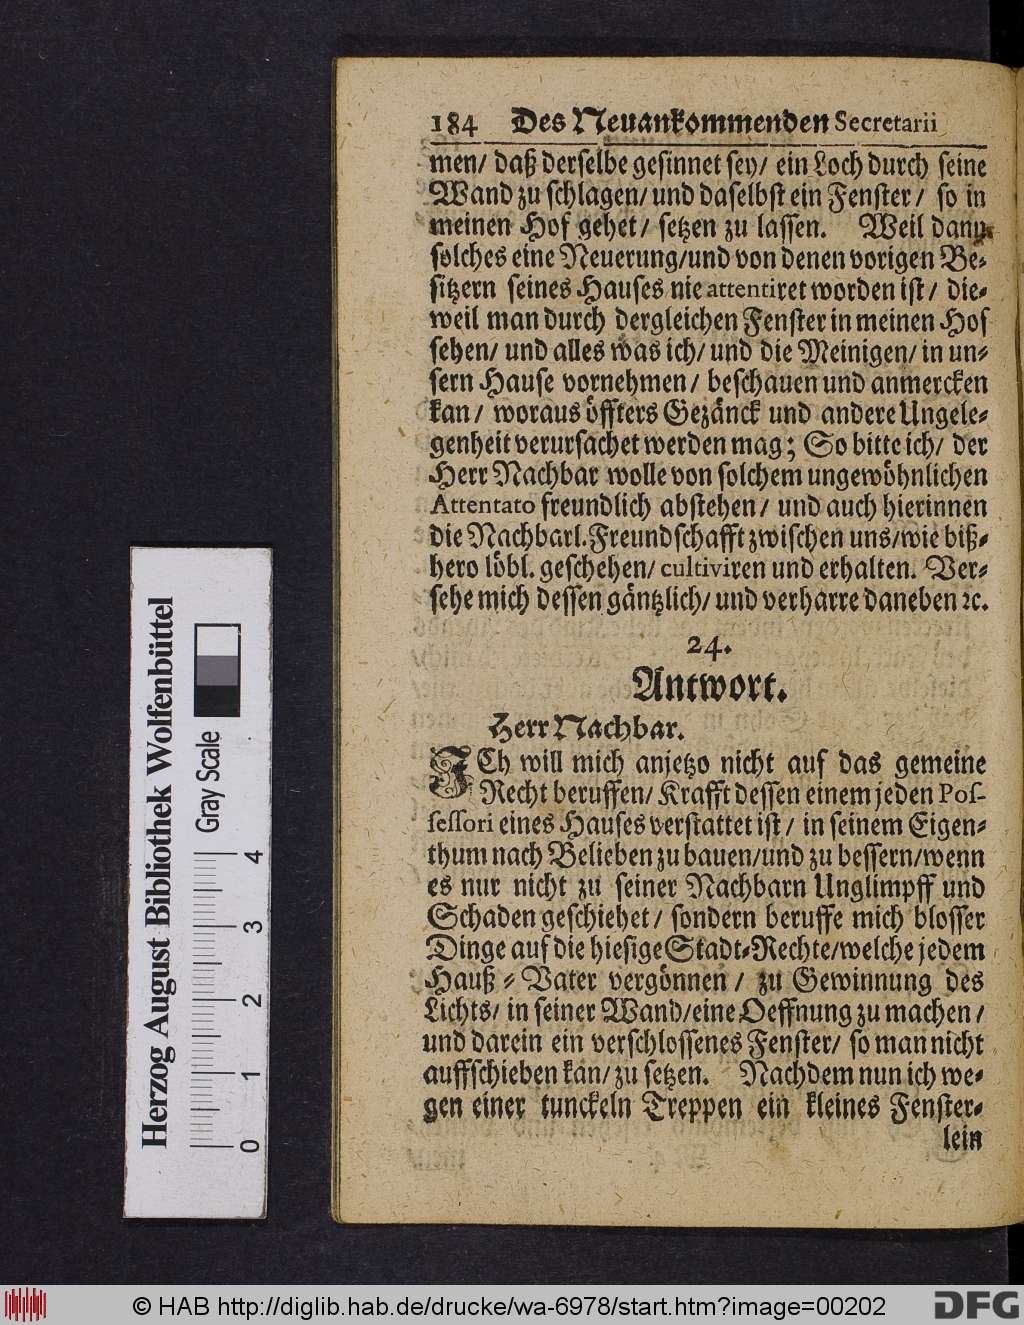 184 Des Neuankommenden Secretarii
men/ daß derselbe gesinnet sey/ ein Loch durch seine
Wand zu schlagen/ und daselbst ein Fenster/ so in
meinen Hof gehet/ setzen zu lassen. Weil dann
solches eine Neuerung/und von denen vorigen Be-
sitzern seines Hauses nie attentiret worden ist/ die-
weil man durch dergleichen Fenster in meinen Hof
sehen/ und alles was ich/ und die Meinigen/ in un-
sern Hause vornehmen/ beschauen und anmercken
kan/ woraus öffters Gezänck und andere Ungele-
genheit verursachet werden mag; So bitte ich/ der
Herr Nachbar wolle von solchem ungewöhnlichen
Attentato freundlich abstehen/ und auch hierinnen
die Nachbarl. Freundschafft zwischen uns/wie biß-
hero löbl. geschehen/ cultiviren und erhalten. Ver-
sehe mich dessen gäntzlich/ und verharre daneben ꝛc.
24.
Antwort.
Herr Nachbar.
ICh will mich anjetzo nicht auf das gemeine
Recht beruffen/ Krafft dessen einem jeden Pos-
sessori eines Hauses verstattet ist/ in seinem Eigen-
thum nach Belieben zu bauen/und zu bessern/wenn
es nur nicht zu seiner Nachbarn Unglimpff und
Schaden geschiehet/ sondern beruffe mich blosser
Dinge auf die hiesige Stadt-Rechte/welche jedem
Hauß-Vater vergönnen/ zu Gewinnung des
Lichts/ in seiner Wand/eine Oeffnung zu machen/
und darein ein verschlossenes Fenster/ so man nicht
auffschieben kan/ zu setzen. Nachdem nun ich we-
gen einer tunckeln Treppen ein kleines Fenster-
lein
Herzog August Bibliothek Wolfenbüttel
Gray Scale
0 1 2 3 4
© HAB http://diglib.hab.de/drucke/wa-6978/start.htm?image=00202
DFG